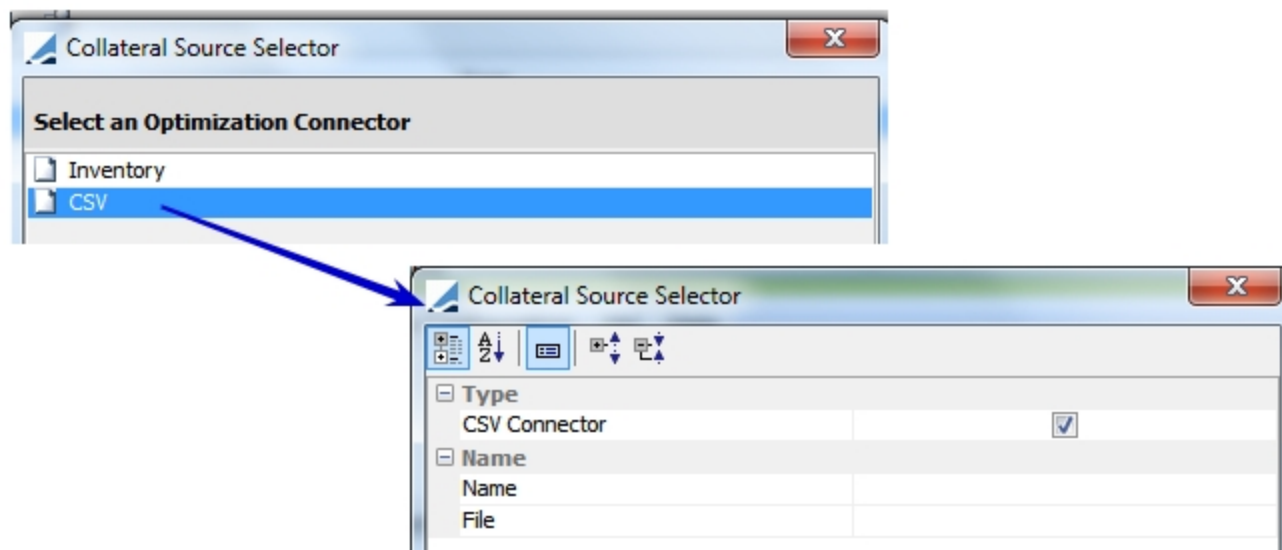 Collateral Source Selector
Select an Optimization Connector
Inventory
CSV
Collateral Source Selector
Type
CSV Connector
Name
Name
File